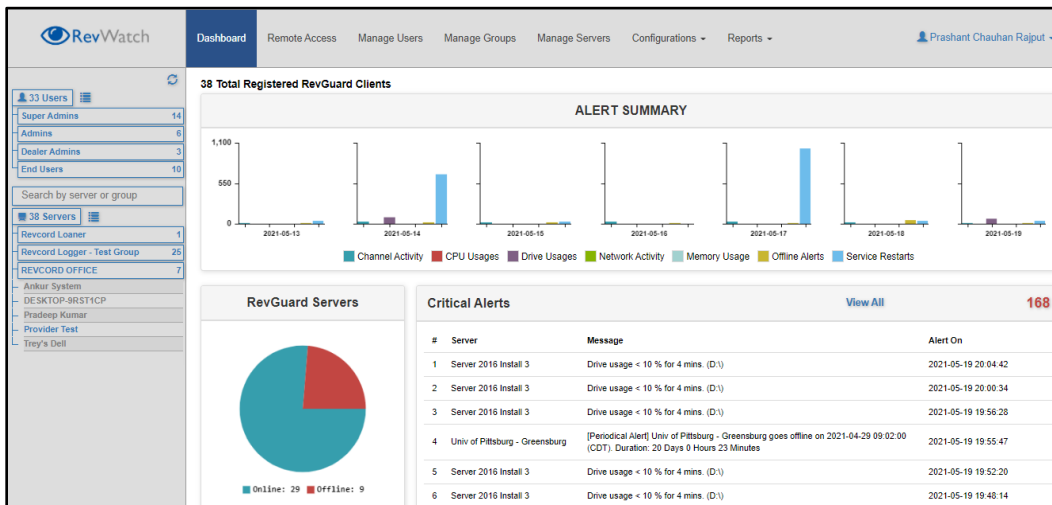 RevWatch
Dashboard
Remote Access
Manage Users
Manage Groups
Manage Servers
Configurations
Reports
Prashant Chauhan Rajput
33 Users
Super Admins 14
Admins 6
Dealer Admins 3
End Users 10
Search by server or group
38 Servers
Revcord Loaner 1
Revcord Logger - Test Group 25
REVCORD OFFICE 7
Ankur System
DESKTOP-9RST1CP
Pradeep Kumar
Provider Test
Trey's Dell
38 Total Registered RevGuard Clients
ALERT SUMMARY
1,100
550
0
2021-05-13 2021-05-14 2021-05-15 2021-05-16 2021-05-17 2021-05-18 2021-05-19
Channel Activity CPU Usages Drive Usages Network Activity Memory Usage Offline Alerts Service Restarts
RevGuard Servers
Online: 29 Offline: 9
Critical Alerts View All 168
# Server Message Alert On
1 Server 2016 Install 3 Drive usage < 10 % for 4 mins. (D:\) 2021-05-19 20:04:42
2 Server 2016 Install 3 Drive usage < 10 % for 4 mins. (D:\) 2021-05-19 20:00:34
3 Server 2016 Install 3 Drive usage < 10 % for 4 mins. (D:\) 2021-05-19 19:56:28
4 Univ of Pittsburg - Greensburg [Periodical Alert] Univ of Pittsburg - Greensburg goes offline on 2021-04-29 09:02:00
(CDT). Duration: 20 Days 0 Hours 23 Minutes 2021-05-19 19:55:47
5 Server 2016 Install 3 Drive usage < 10 % for 4 mins. (D:\) 2021-05-19 19:52:20
6 Server 2016 Install 3 Drive usage < 10 % for 4 mins. (D:\) 2021-05-19 19:48:14